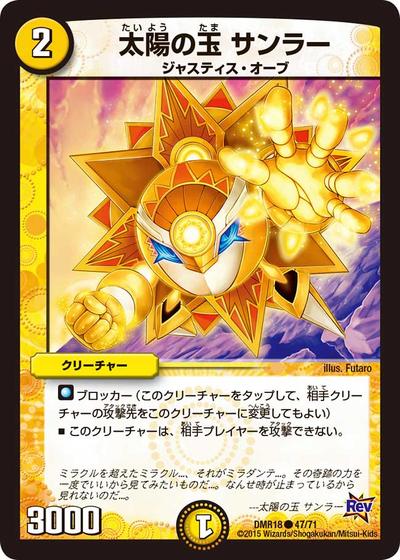 2
たいよう たま
太陽の玉 サンラー
ジャスティス・オーブ
クリーチャー
illus. Futaro
ブロッカー(このクリーチャーをタップして、相手クリー
チャーの攻撃先をこのクリーチャーに変更してもよい)
■ このクリーチャーは、相手プレイヤーを攻撃できない。
ミラクルを超えたミラクル…、それがミラダンテ…。その奇跡の力を
一度でいいから見てみたいものだ…。なんせ時が止まっているから
見れないのだ…。
---太陽の玉 サンラー
Rev
3000
1
DMR18 ● 47/71
©2015 Wizards/Shogakukan/Mitsui-Kids